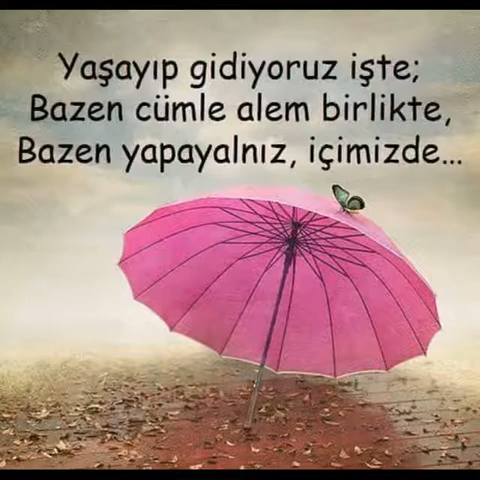 Yaşayıp gidiyoruz işte;
Bazen cümle alem birlikte,
Bazen yapayalnız, içimizde...